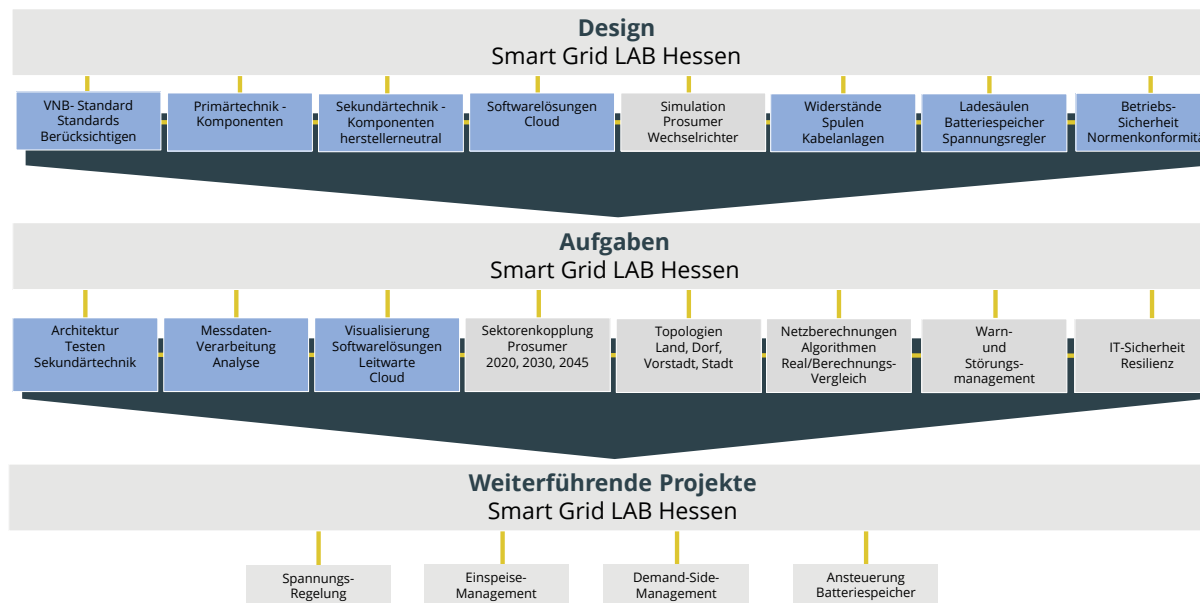 Design
Smart Grid LAB Hessen
VNB- Standard
Standards
Berücksichtigen
Primärtechnik -
Komponenten
Sekundärtechnik -
Komponenten
herstellerneutral
Softwarelösungen
Cloud
Simulation
Prosumer
Wechselrichter
Widerstände
Spulen
Kabelanlagen
Ladesäulen
Batteriespeicher
Spannungsregler
Betriebs-
Sicherheit
Normenkonformitä
Aufgaben
Smart Grid LAB Hessen
Architektur
Testen
Sekundärtechnik
Messdaten-
Verarbeitung
Analyse
Visualisierung
Softwarelösungen
Leitwarte
Cloud
Sektorenkopplung
Prosumer
2020, 2030, 2045
Topologien
Land, Dorf,
Vorstadt, Stadt
Netzberechnungen
Algorithmen
Real/Berechnungs-
Vergleich
Warn-
und
Störungs-
management
IT-Sicherheit
Resilienz
Weiterführende Projekte
Smart Grid LAB Hessen
Spannungs-
Regelung
Einspeise-
Management
Demand-Side-
Management
Ansteuerung
Batteriespeicher